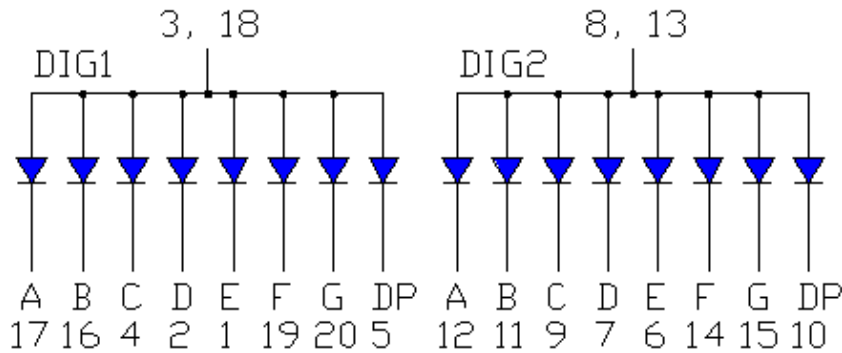 3, 18 8, 13
DIG1 DIG2
A B C D E F G DP A B C D E F G DP
17 16 4 2 1 19 20 5 12 11 9 7 6 14 15 10